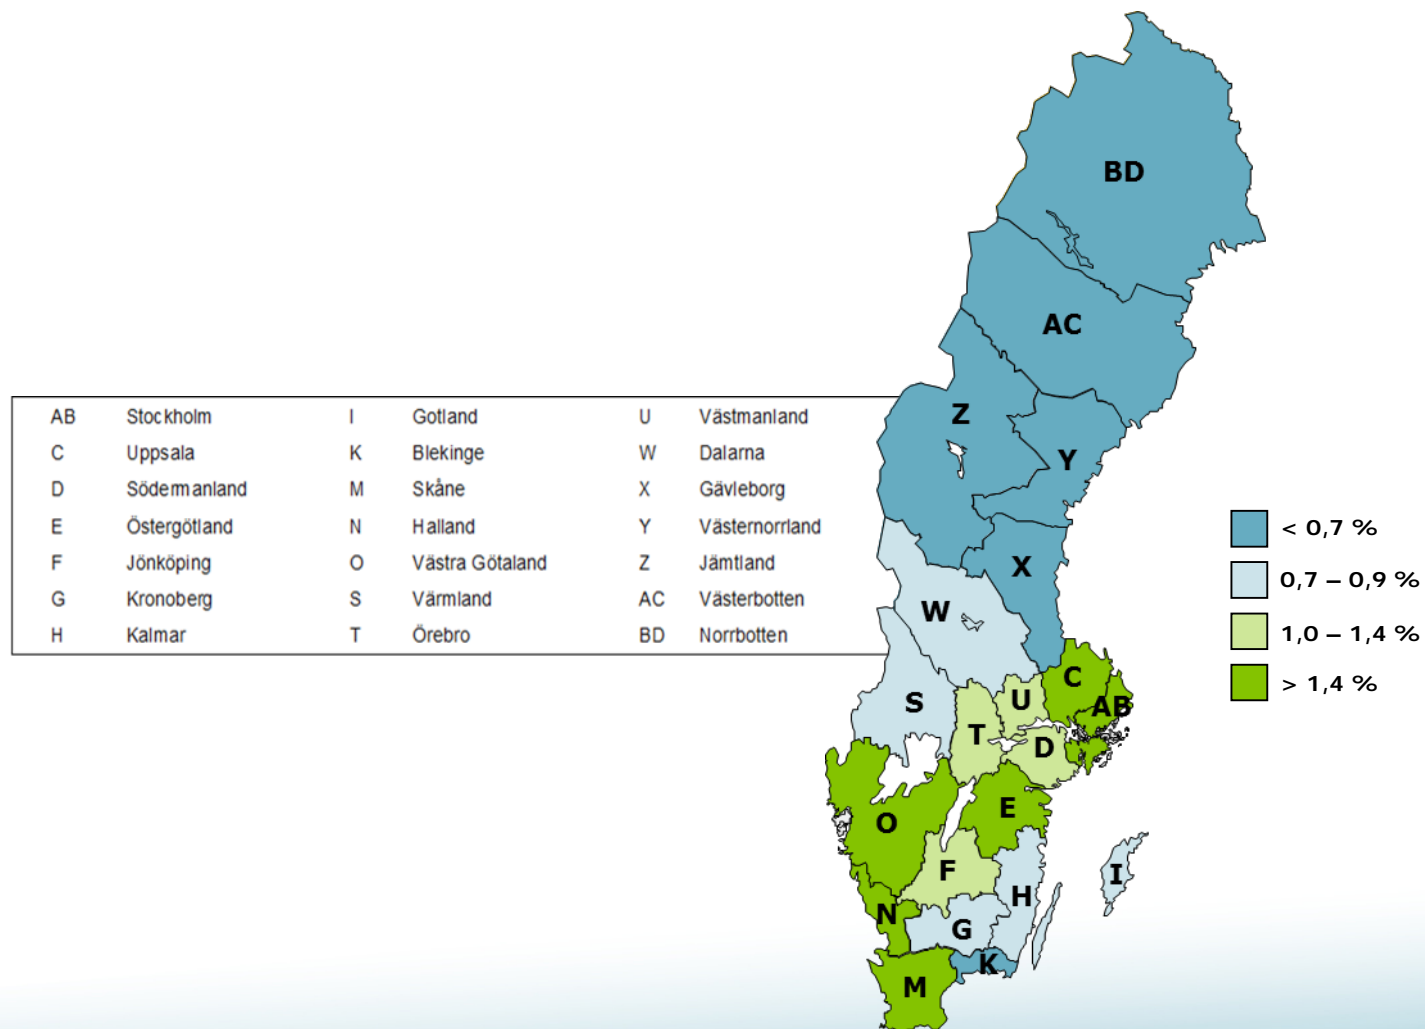 BD
AC
Z
Y
AB Stockholm I Gotland U Västmanland
C Uppsala K Blekinge W Dalarna
D Södermanland M Skåne X Gävleborg
E Östergötland N Halland Y Västernorrland
F Jönköping O Västra Götaland Z Jämtland
G Kronoberg S Värmland AC Västerbotten
H Kalmar T Örebro BD Norrbotten
< 0,7 %
0,7 – 0,9 %
1,0 – 1,4 %
> 1,4 %
X
W
C
S
U
AB
T
D
E
O
F
I
H
N
G
K
M